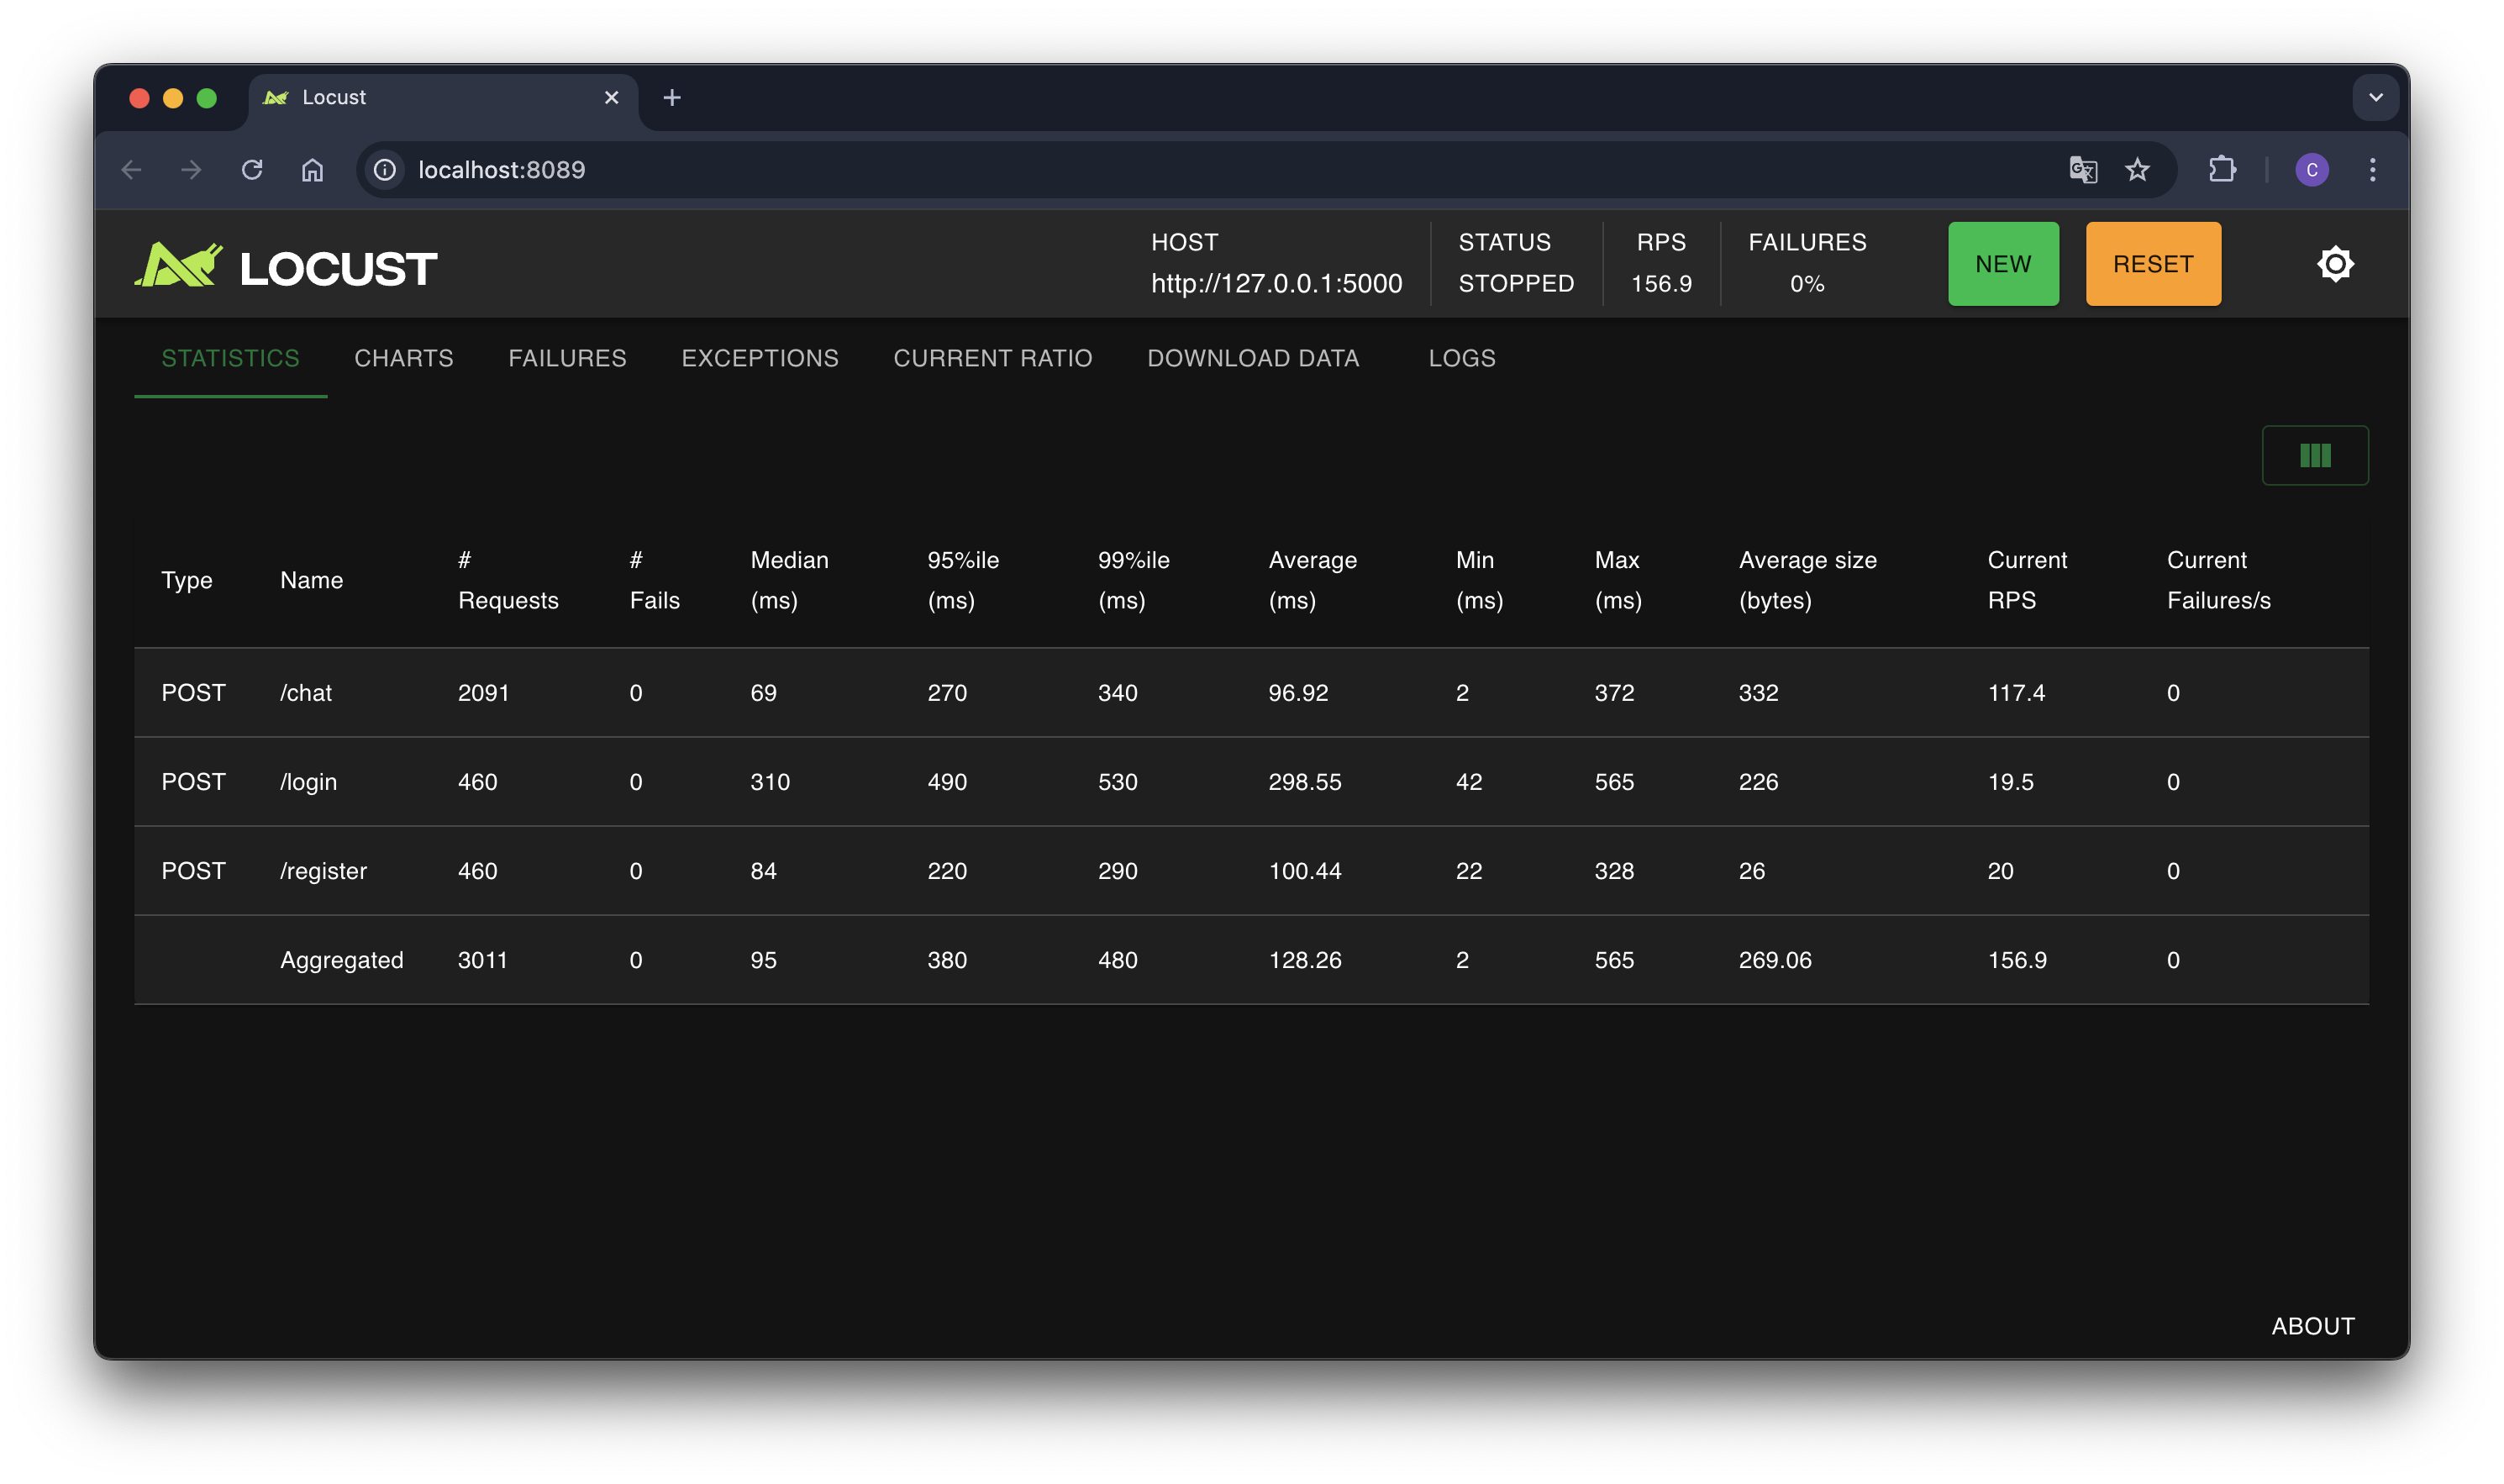 Locust
localhost:8089
C
LOCUST
HOST
http://127.0.0.1:5000
STATUS
STOPPED
RPS
156.9
FAILURES
0%
NEW
RESET
STATISTICS CHARTS FAILURES EXCEPTIONS CURRENT RATIO DOWNLOAD DATA LOGS
Type Name # Requests # Fails Median (ms) 95%ile (ms) 99%ile (ms) Average (ms) Min (ms) Max (ms) Average size (bytes) Current RPS Current Failures/s
POST /chat 2091 0 69 270 340 96.92 2 372 332 117.4 0
POST /login 460 0 310 490 530 298.55 42 565 226 19.5 0
POST /register 460 0 84 220 290 100.44 22 328 26 20 0
Aggregated 3011 0 95 380 480 128.26 2 565 269.06 156.9 0
ABOUT